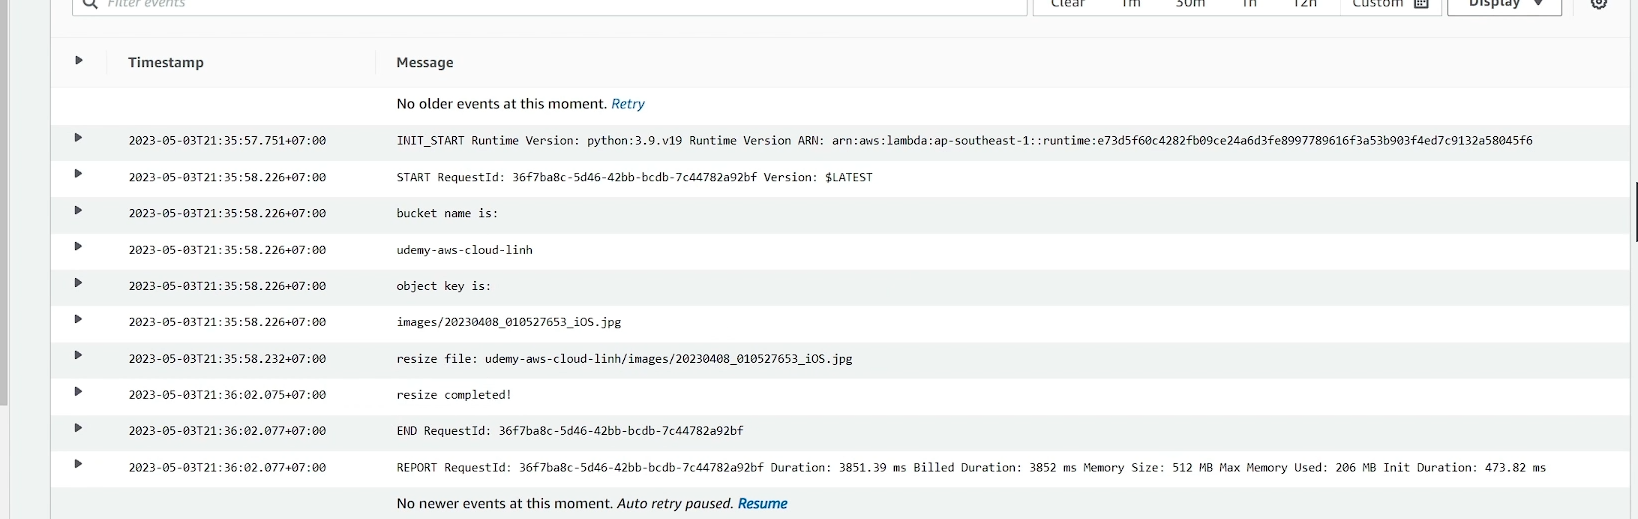 Filter events Clear 1m 30m 1h 12h Custom Display
Timestamp Message
No older events at this moment. Retry
2023-05-03T21:35:57.751+07:00 INIT_START Runtime Version: python:3.9.v19 Runtime Version ARN: arn:aws:lambda:ap-southeast-1::runtime:e73d5f60c4282fb09ce24a6d3fe8997789616f3a53b903f4ed7c9132a58045f6
2023-05-03T21:35:58.226+07:00 START RequestId: 36f7ba8c-5d46-42bb-bcdb-7c44782a92bf Version: $LATEST
2023-05-03T21:35:58.226+07:00 bucket name is:
2023-05-03T21:35:58.226+07:00 udemy-aws-cloud-linh
2023-05-03T21:35:58.226+07:00 object key is:
2023-05-03T21:35:58.226+07:00 images/20230408_010527653_iOS.jpg
2023-05-03T21:35:58.232+07:00 resize file: udemy-aws-cloud-linh/images/20230408_010527653_iOS.jpg
2023-05-03T21:36:02.075+07:00 resize completed!
2023-05-03T21:36:02.077+07:00 END RequestId: 36f7ba8c-5d46-42bb-bcdb-7c44782a92bf
2023-05-03T21:36:02.077+07:00 REPORT RequestId: 36f7ba8c-5d46-42bb-bcdb-7c44782a92bf Duration: 3851.39 ms Billed Duration: 3852 ms Memory Size: 512 MB Max Memory Used: 206 MB Init Duration: 473.82 ms
No newer events at this moment. Auto retry paused. Resume